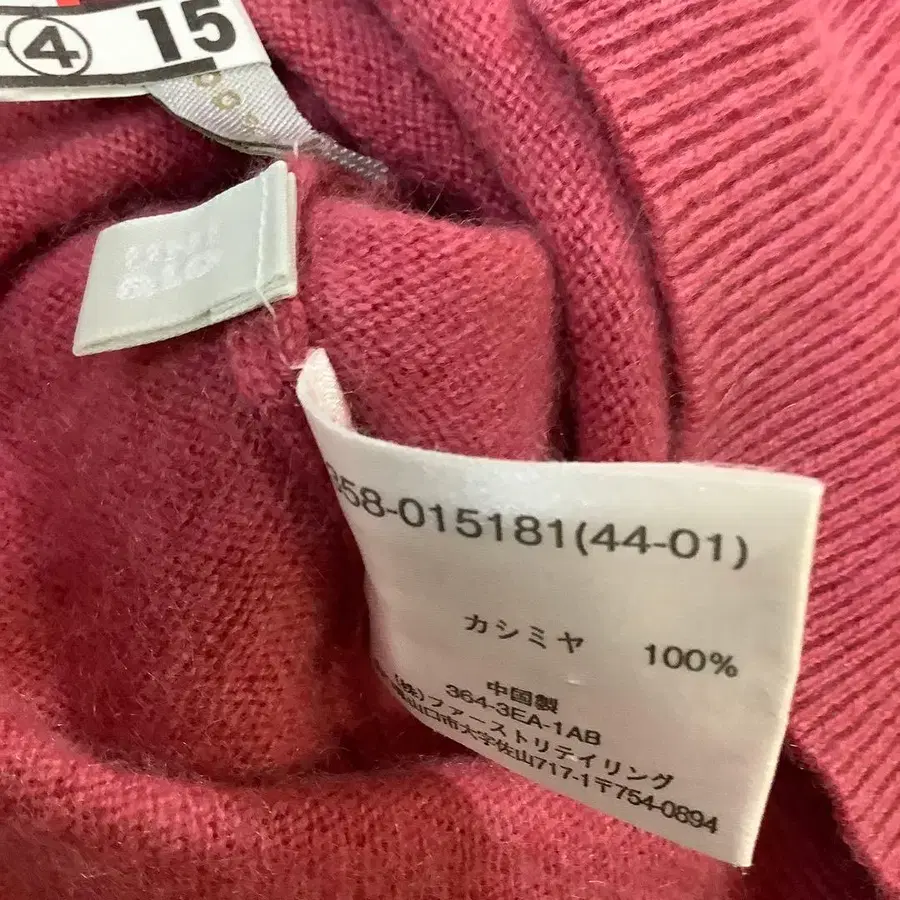 ④ 15
58-015181(44-01)
カシミヤ 100%
中国製
364-3EA-1AB
(株)ファーストリテイリング
山口市大字佐山717-1〒754-0894